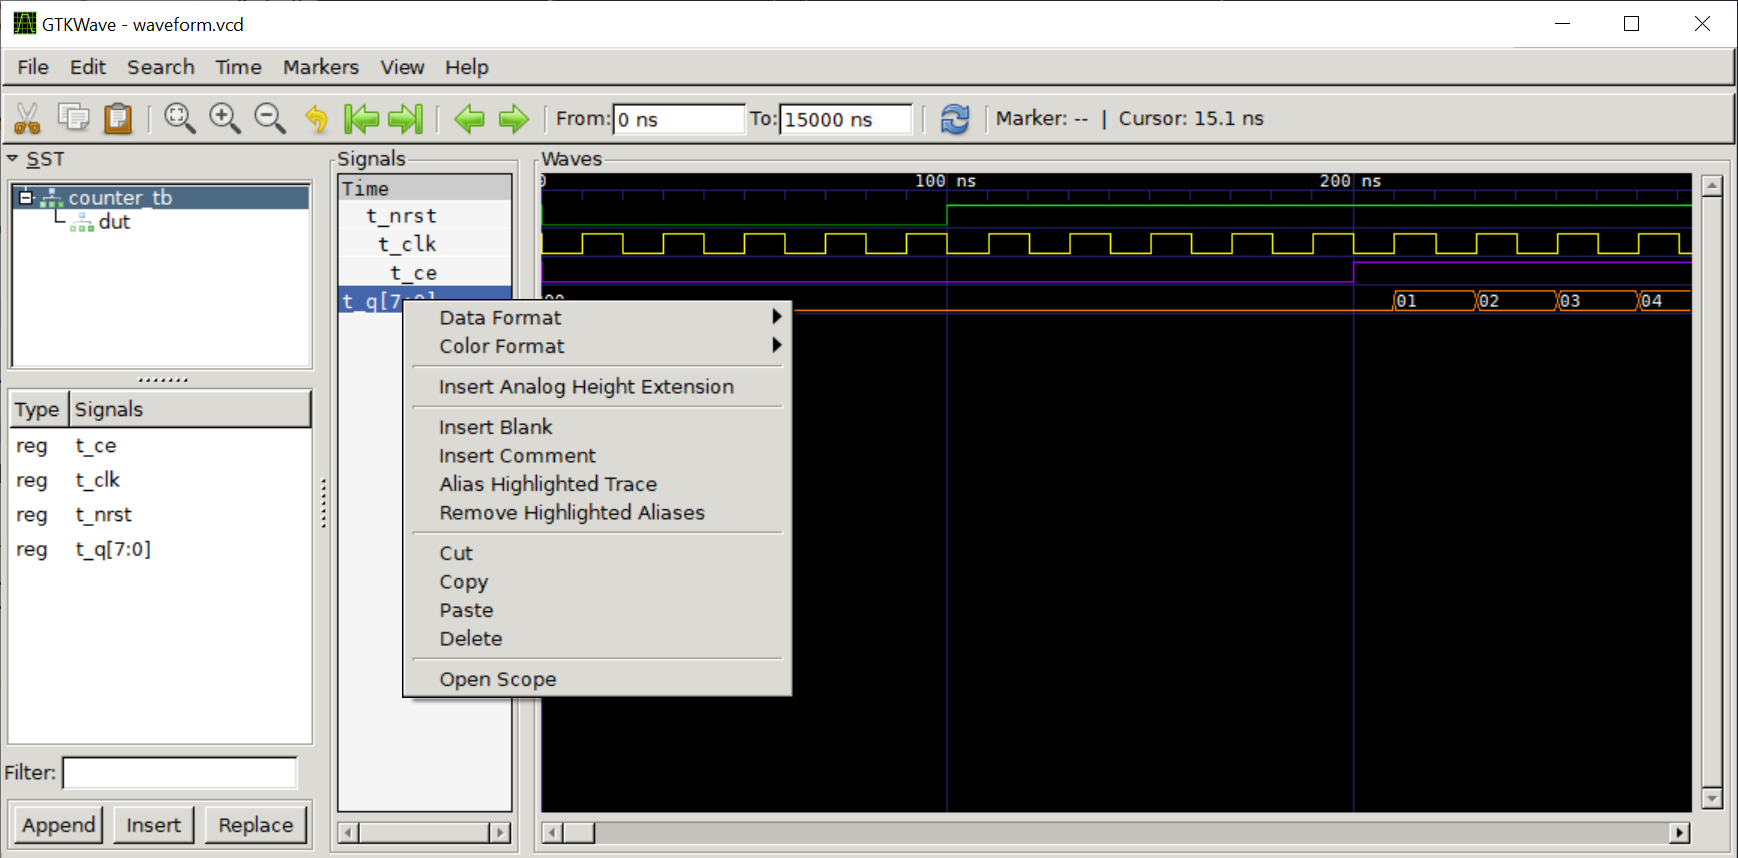 GTKWave - waveform.vcd
File Edit Search Time Markers View Help
From: 0 ns To: 15000 ns Marker: -- | Cursor: 15.1 ns
SST
counter_tb
dut
Type Signals
reg t_ce
reg t_clk
reg t_nrst
reg t_q[7:0]
Filter:
Append Insert Replace
Signals
Time
t_nrst
t_clk
t_ce
t_q[7:0]
Data Format
Color Format
Insert Analog Height Extension
Insert Blank
Insert Comment
Alias Highlighted Trace
Remove Highlighted Aliases
Cut
Copy
Paste
Delete
Open Scope
Waves
0 100 ns 200 ns
00 01 02 03 04